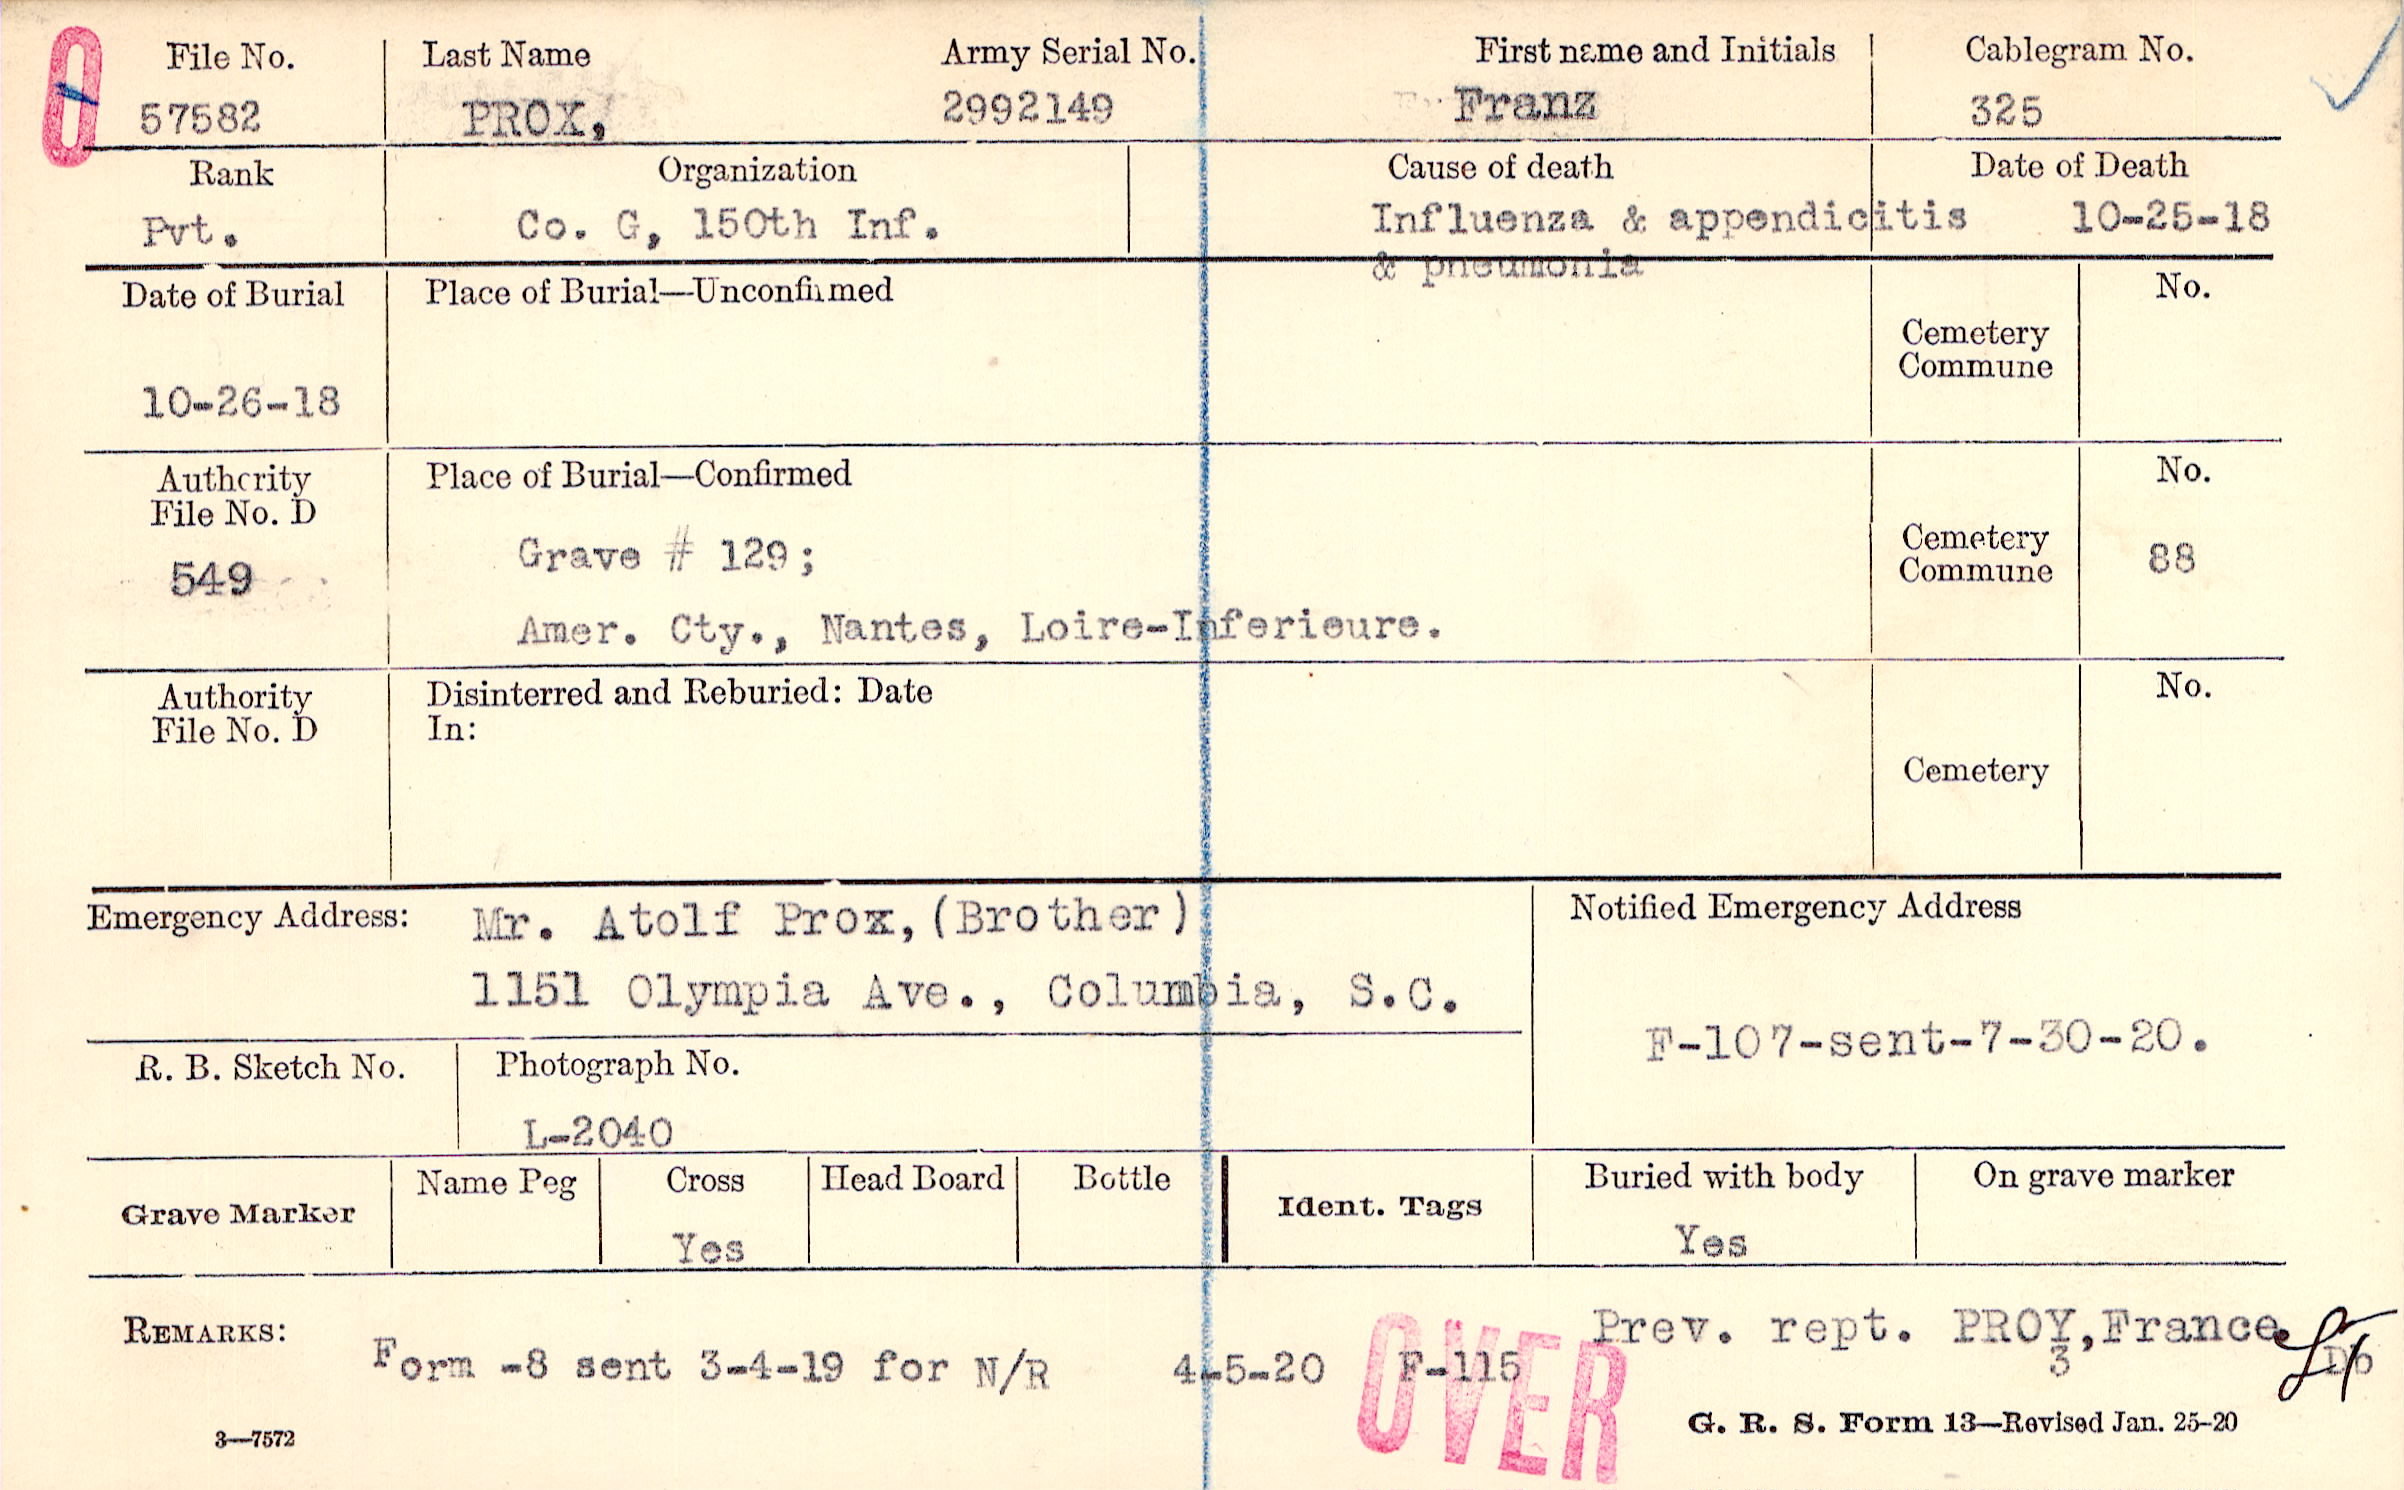 File No. Last Name Army Serial No. First name and Initials Cablegram No.
57582 PROX, 2992149 Franz 325
Rank Organization Cause of death Date of Death
Pvt. Co. G, 150th Inf. Influenza & appendicitis 10-25-18
& pneumonia
Date of Burial Place of Burial—Unconfirmed No.
Cemetery
Commune
10-26-18
Authority Place of Burial—Confirmed No.
File No. D
549 Grave # 129; Cemetery 88
Commune
Amer. Cty., Nantes, Loire-Inferieure.
Authority Disinterred and Reburied: Date No.
File No. D In:
Cemetery
Emergency Address: Mr. Atolf Prox,(Brother) Notified Emergency Address
1151 Olympia Ave., Columbia, S.C.
F-107-sent-7-30-20.
R. B. Sketch No. Photograph No.
L-2040
Grave Marker Name Peg Cross Head Board Bottle Ident. Tags Buried with body On grave marker
Yes Yes
REMARKS: Prev. rept. PROY,France
Form -8 sent 3-4-19 for N/R 4-5-20 F-115 3
OVER
3—7572 G. R. S. Form 13—Revised Jan. 25-20